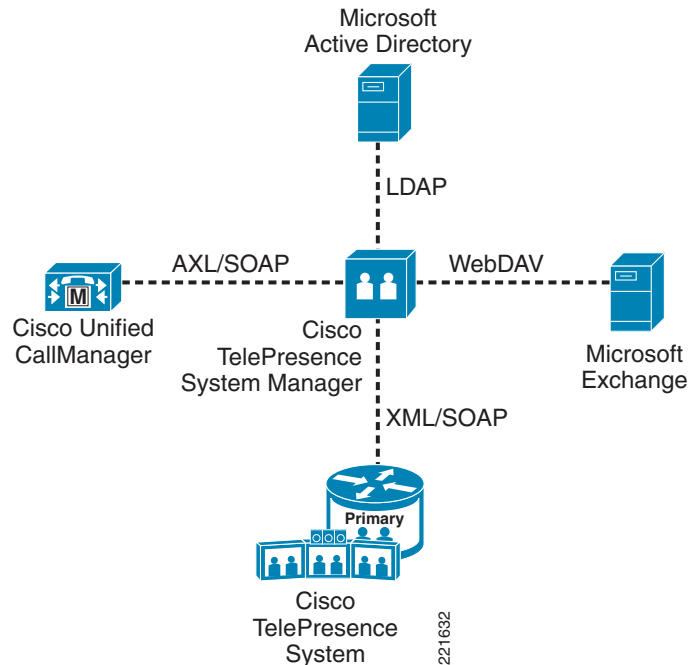 Microsoft
Active Directory
LDAP
AXL/SOAP
WebDAV
M
Cisco Unified
CallManager
Cisco
TelePresence
System Manager
Microsoft
Exchange
XML/SOAP
Primary
Cisco
TelePresence
System
221632